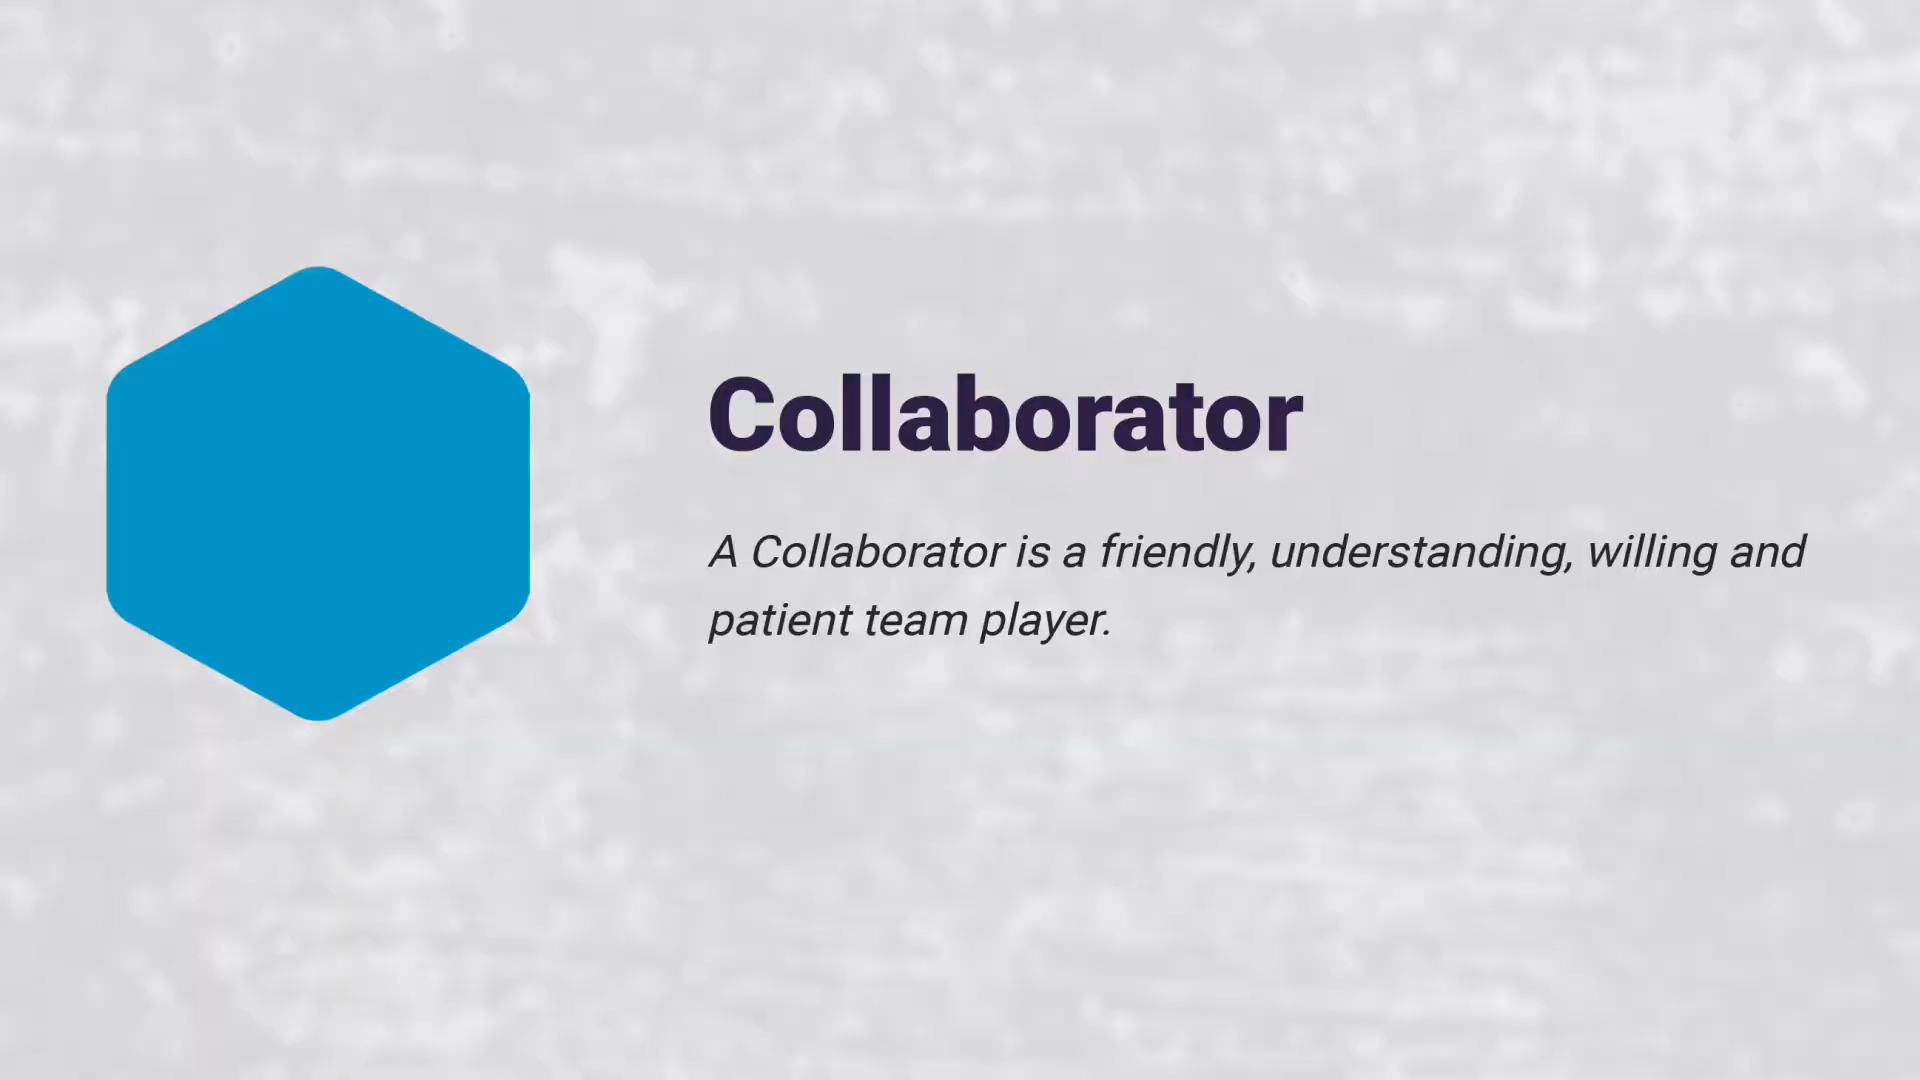 Collaborator
A Collaborator is a friendly, understanding, willing and
patient team player.